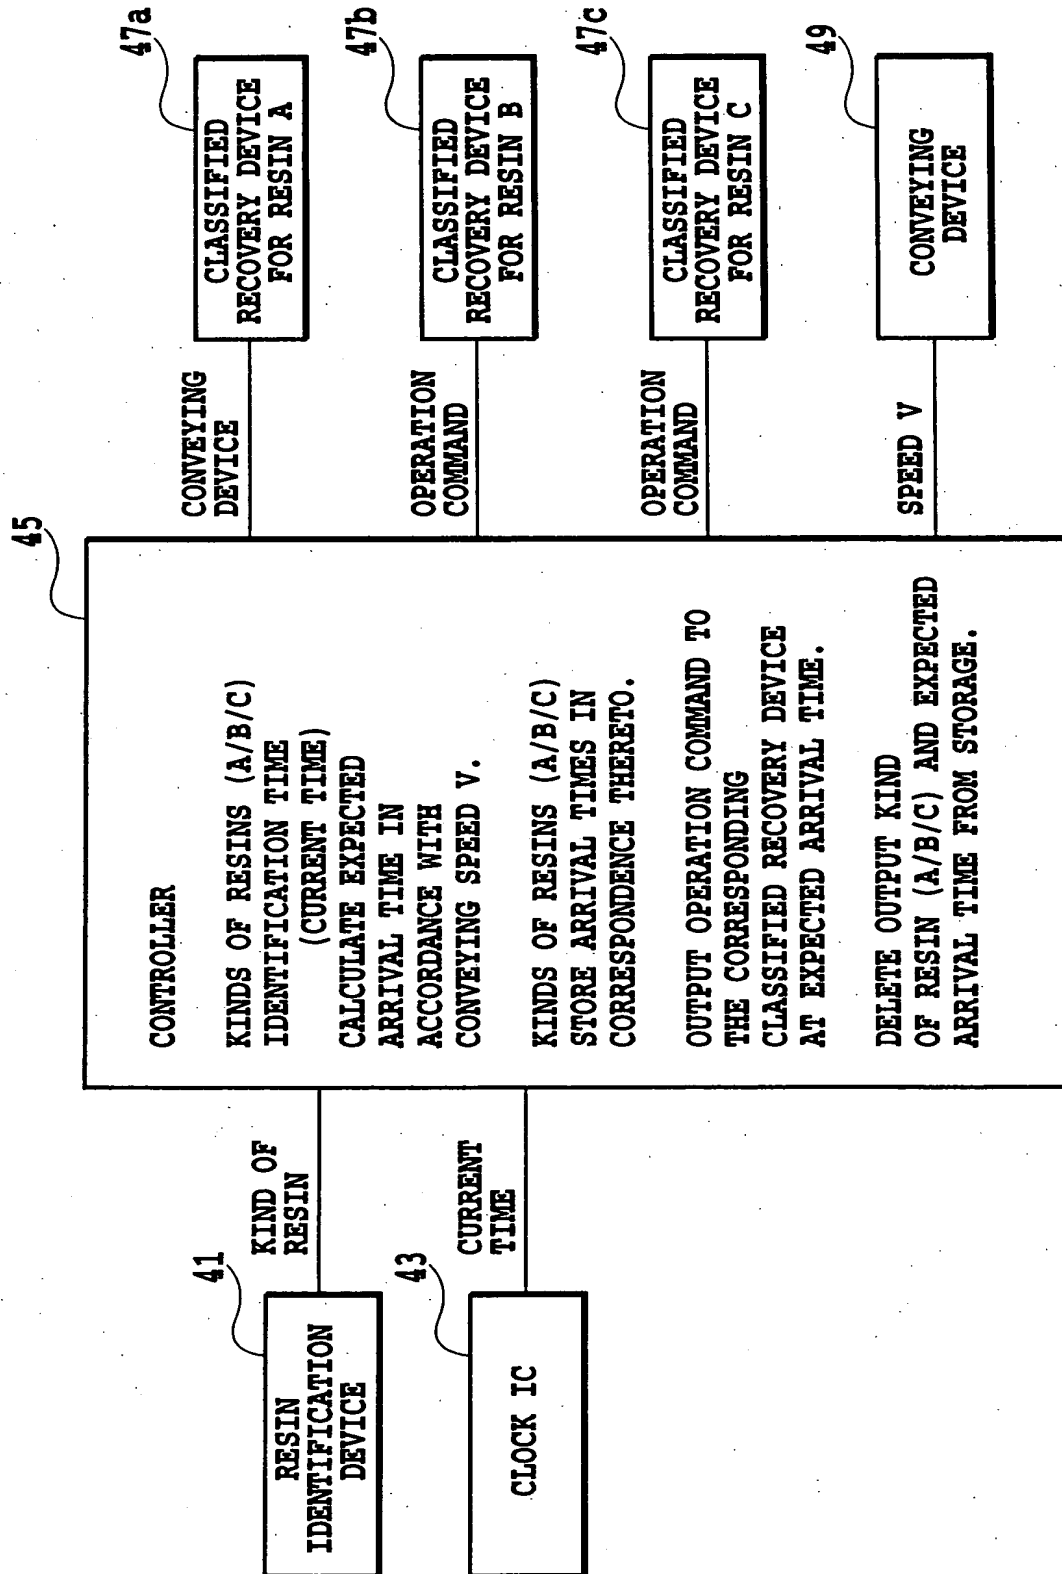 41
RESIN
IDENTIFICATION
DEVICE
KIND OF
RESIN
43
CLOCK IC
CURRENT
TIME
45
CONTROLLER
KINDS OF RESINS (A/B/C)
IDENTIFICATION TIME
(CURRENT TIME)
CALCULATE EXPECTED
ARRIVAL TIME IN
ACCORDANCE WITH
CONVEYING SPEED V.
KINDS OF RESINS (A/B/C)
STORE ARRIVAL TIMES IN
CORRESPONDENCE THERETO.
OUTPUT OPERATION COMMAND TO
THE CORRESPONDING
CLASSIFIED RECOVERY DEVICE
AT EXPECTED ARRIVAL TIME.
DELETE OUTPUT KIND
OF RESIN (A/B/C) AND EXPECTED
ARRIVAL TIME FROM STORAGE.
CONVEYING
DEVICE
47a
CLASSIFIED
RECOVERY DEVICE
FOR RESIN A
OPERATION
COMMAND
47b
CLASSIFIED
RECOVERY DEVICE
FOR RESIN B
OPERATION
COMMAND
47c
CLASSIFIED
RECOVERY DEVICE
FOR RESIN C
SPEED V
49
CONVEYING
DEVICE